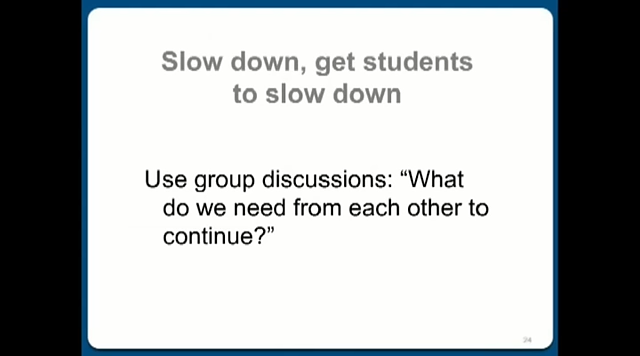 Slow down, get students
to slow down
Use group discussions: “What
do we need from each other to
continue?”
24